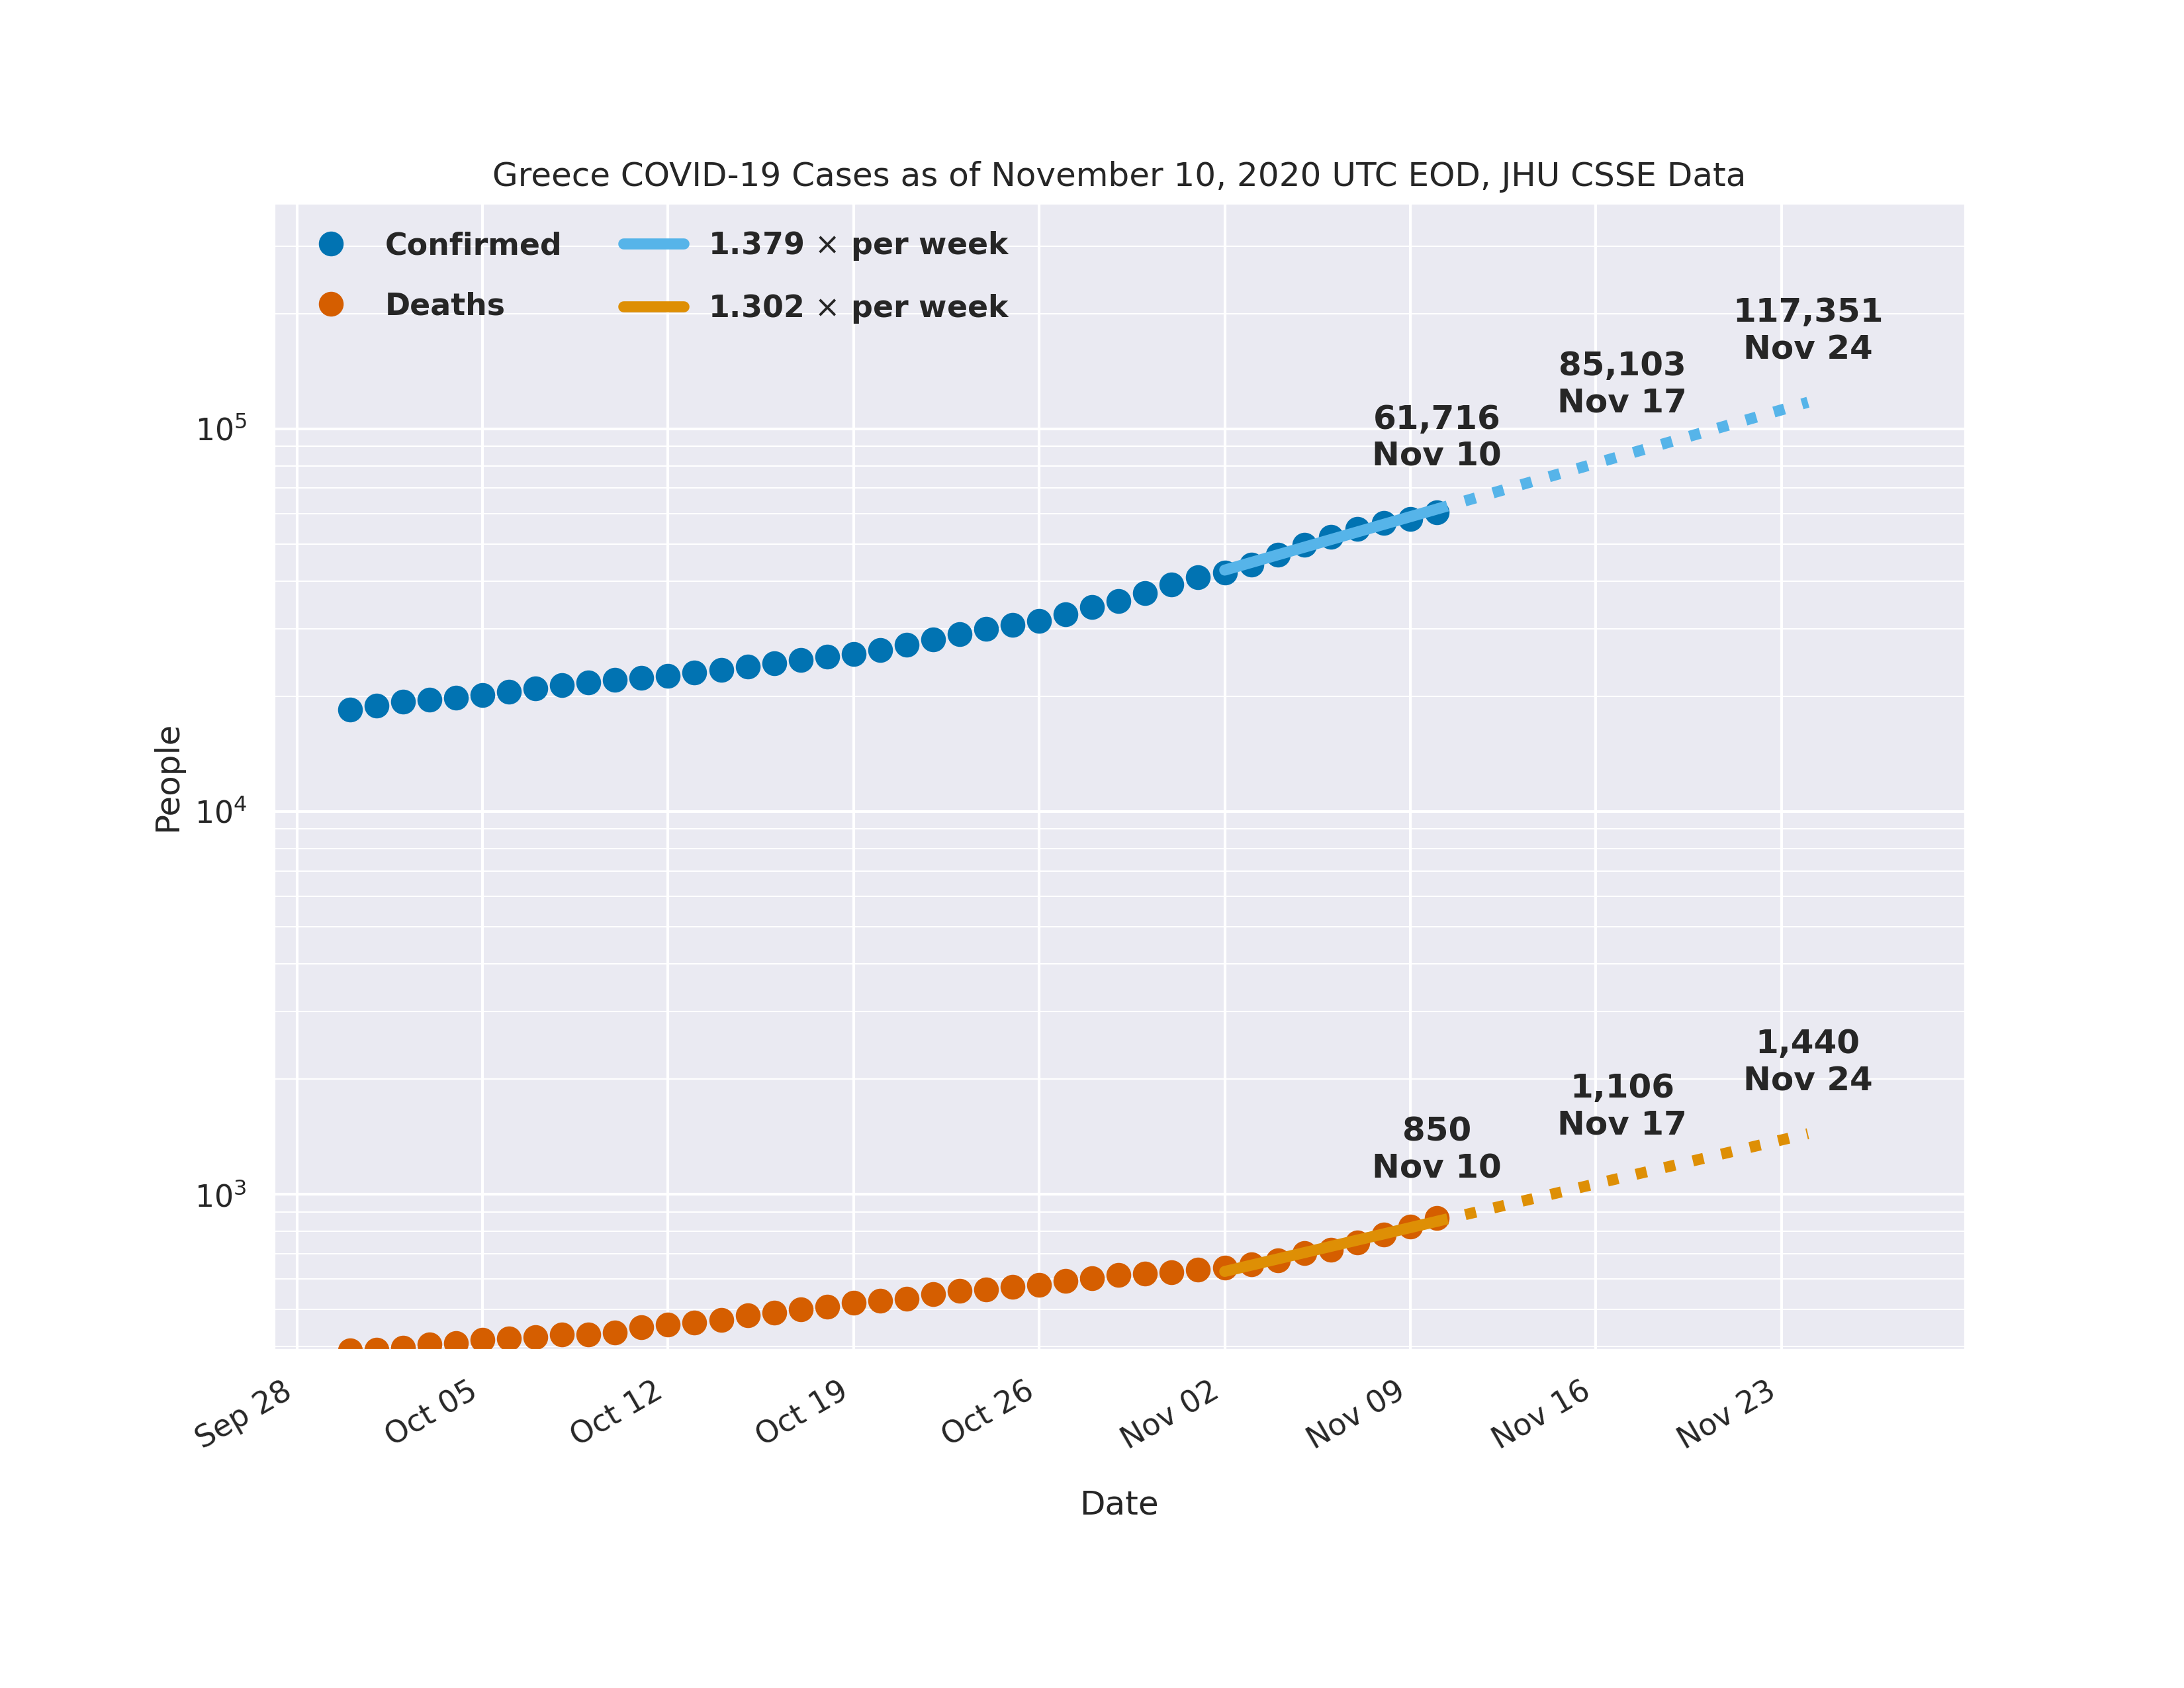 Greece COVID-19 Cases as of November 10, 2020 UTC EOD, JHU CSSE Data
Confirmed
Deaths
1.379 × per week
1.302 × per week
117,351
Nov 24
85,103
Nov 17
61,716
Nov 10
1,440
Nov 24
1,106
Nov 17
850
Nov 10
People
10⁵
10⁴
10³
Sep 28
Oct 05
Oct 12
Oct 19
Oct 26
Nov 02
Nov 09
Nov 16
Nov 23
Date